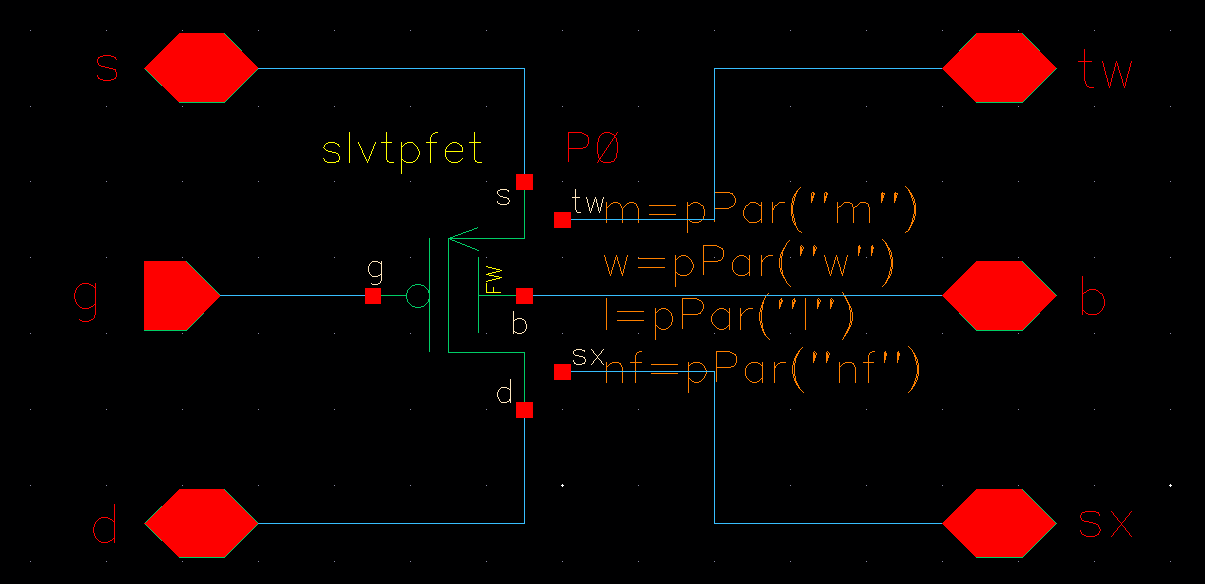 s
tw
slvtpfet
P0
s
tw
m=pPar("m")
g
g
FW
w=pPar("w")
b
b
l=pPar("l")
sx
nf=pPar("nf")
d
d
sx